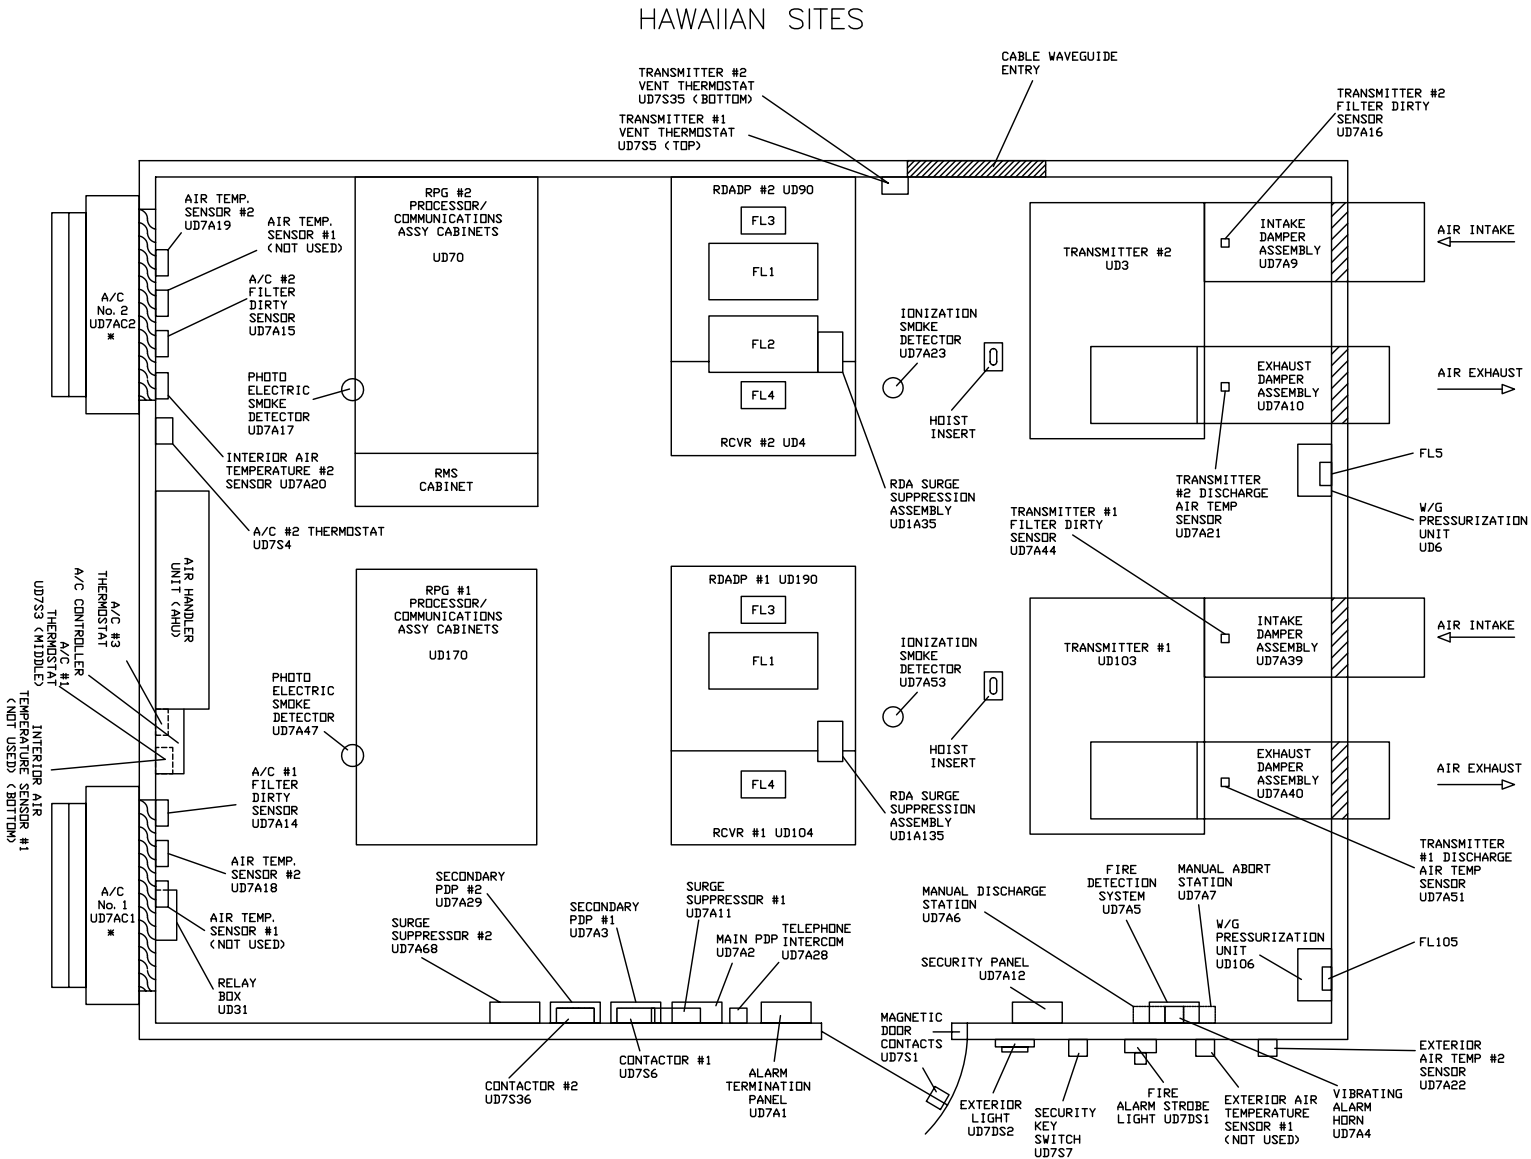 HAWAIIAN SITES
CABLE WAVEGUIDE
ENTRY
TRANSMITTER #2
VENT THERMOSTAT
UD7S35 (BOTTOM)
TRANSMITTER #1
VENT THERMOSTAT
UD7S5 (TOP)
TRANSMITTER #2
FILTER DIRTY
SENSOR
UD7A16
AIR TEMP.
SENSOR #2
UD7A19
AIR TEMP.
SENSOR #1
(NOT USED)
A/C #2
FILTER
DIRTY
SENSOR
UD7A15
A/C
No. 2
UD7AC2
*
PHOTO
ELECTRIC
SMOKE
DETECTOR
UD7A17
INTERIOR AIR
TEMPERATURE #2
SENSOR UD7A20
A/C #2 THERMOSTAT
UD7S4
RPG #2
PROCESSOR/
COMMUNICATIONS
ASSY CABINETS
UD70
RMS
CABINET
RDADP #2 UD90
FL3
FL1
FL2
FL4
RCVR #2 UD4
IONIZATION
SMOKE
DETECTOR
UD7A23
HOIST
INSERT
RDA SURGE
SUPPRESSION
ASSEMBLY
UD1A35
TRANSMITTER #2
UD3
INTAKE
DAMPER
ASSEMBLY
UD7A9
AIR INTAKE
EXHAUST
DAMPER
ASSEMBLY
UD7A10
AIR EXHAUST
FL5
W/G
PRESSURIZATION
UNIT
UD6
TRANSMITTER
#2 DISCHARGE
AIR TEMP
SENSOR
UD7A21
TRANSMITTER #1
FILTER DIRTY
SENSOR
UD7A44
AIR HANDLER
UNIT (AHU)
A/C #3
THERMOSTAT
A/C CONTROLLER
A/C #1
THERMOSTAT
UD7S3 (MIDDLE)
INTERIOR AIR
TEMPERATURE SENSOR #1
(NOT USED) (BOTTOM)
RPG #1
PROCESSOR/
COMMUNICATIONS
ASSY CABINETS
UD170
PHOTO
ELECTRIC
SMOKE
DETECTOR
UD7A47
RDADP #1 UD190
FL3
FL1
FL4
RCVR #1 UD104
IONIZATION
SMOKE
DETECTOR
UD7A53
HOIST
INSERT
RDA SURGE
SUPPRESSION
ASSEMBLY
UD1A135
TRANSMITTER #1
UD103
INTAKE
DAMPER
ASSEMBLY
UD7A39
AIR INTAKE
EXHAUST
DAMPER
ASSEMBLY
UD7A40
AIR EXHAUST
TRANSMITTER
#1 DISCHARGE
AIR TEMP
SENSOR
UD7A51
A/C #1
FILTER
DIRTY
SENSOR
UD7A14
AIR TEMP.
SENSOR #2
UD7A18
A/C
No. 1
UD7AC1
*
AIR TEMP.
SENSOR #1
(NOT USED)
RELAY
BOX
UD31
SURGE
SUPPRESSOR #2
UD7A68
SECONDARY
PDP #2
UD7A29
SECONDARY
PDP #1
UD7A3
SURGE
SUPPRESSOR #1
UD7A11
MAIN PDP
UD7A2
TELEPHONE
INTERCOM
UD7A28
CONTACTOR #2
UD7S36
CONTACTOR #1
UD7S6
ALARM
TERMINATION
PANEL
UD7A1
MANUAL DISCHARGE
STATION
UD7A6
FIRE
DETECTION
SYSTEM
UD7A5
MANUAL ABORT
STATION
UD7A7
SECURITY PANEL
UD7A12
W/G
PRESSURIZATION
UNIT
UD106
FL105
MAGNETIC
DOOR
CONTACTS
UD7S1
EXTERIOR
LIGHT
UD7DS2
SECURITY
KEY
SWITCH
UD7S7
FIRE
ALARM STROBE
LIGHT UD7DS1
EXTERIOR AIR
TEMPERATURE
SENSOR #1
(NOT USED)
VIBRATING
ALARM
HORN
UD7A4
EXTERIOR
AIR TEMP #2
SENSOR
UD7A22